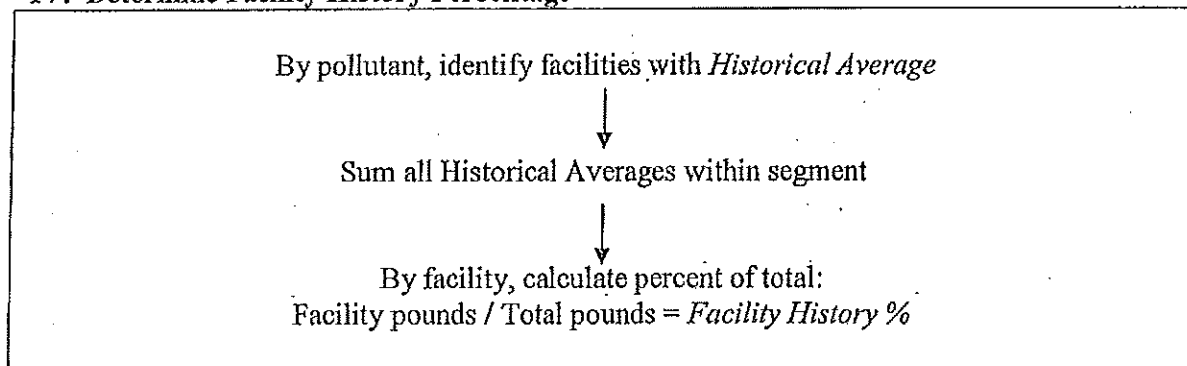 By pollutant, identify facilities with Historical Average
Sum all Historical Averages within segment
By facility, calculate percent of total:
Facility pounds / Total pounds = Facility History %